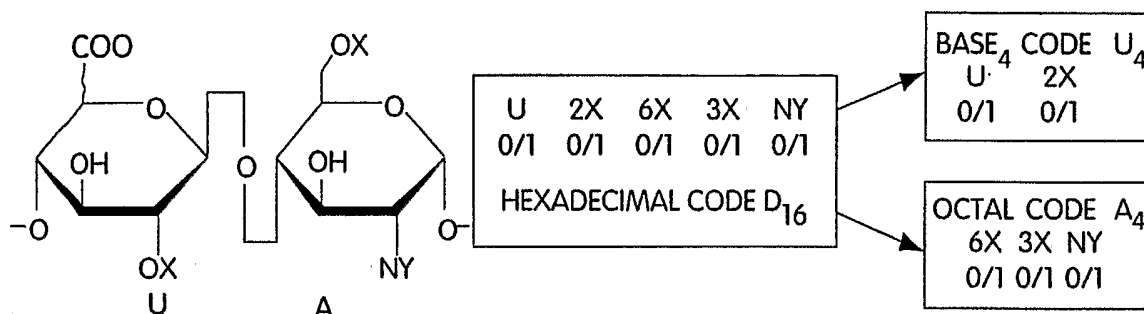 COO
O
OH
–O
OX
U
O
OX
O
OH
NY
O–
A
U 2X 6X 3X NY
0/1 0/1 0/1 0/1 0/1
HEXADECIMAL CODE D16
BASE4 CODE U4
U 2X
0/1 0/1
OCTAL CODE A4
6X 3X NY
0/1 0/1 0/1